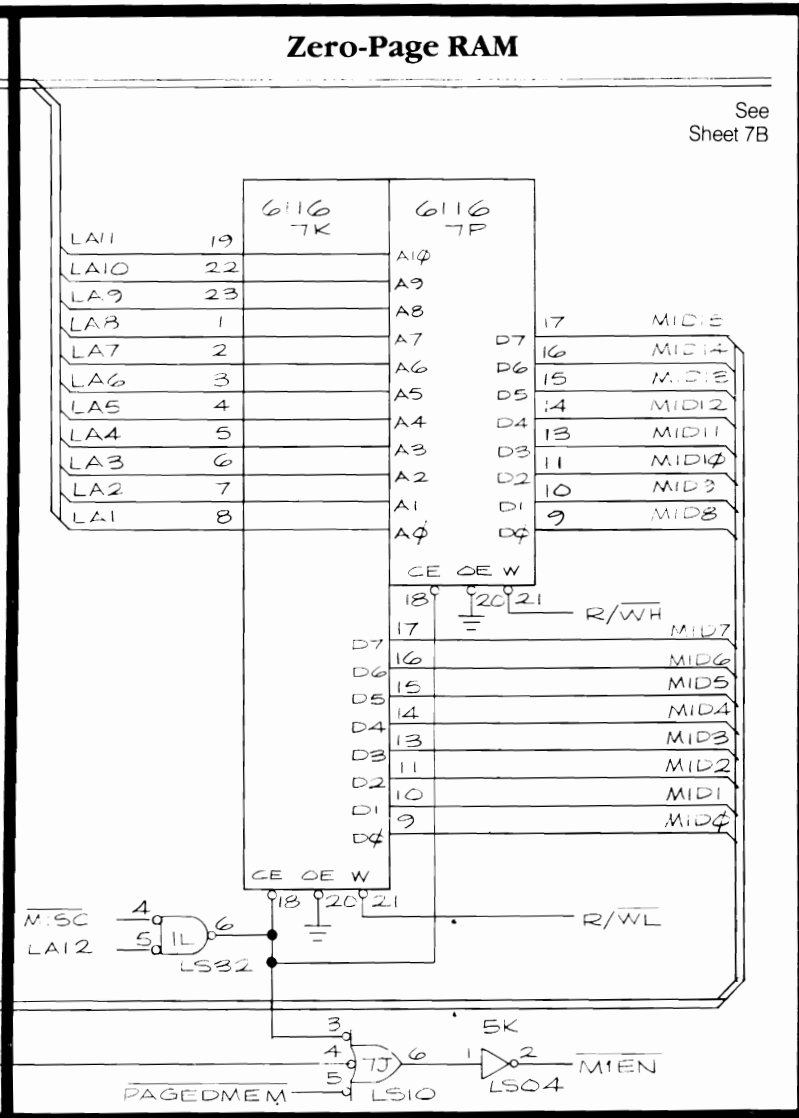 Zero-Page RAM
See
Sheet 7B
6116 6116
7K 7P
LA11 19 A10
LA10 22 A9
LA9 23 A8
LA8 1 A7
LA7 2 A6
LA6 3 A5
LA5 4 A4
LA4 5 A3
LA3 6 A2
LA2 7 A1
LA1 8 A0
D7 17 MID15
D6 16 MID14
D5 15 MID13
D4 14 MID12
D3 13 MID11
D2 11 MID10
D1 10 MID9
D0 9 MID8
CE OE W
18 20 21 R/WH
D7 17 MID7
D6 16 MID6
D5 15 MID5
D4 14 MID4
D3 13 MID3
D2 11 MID2
D1 10 MID1
D0 9 MID0
CE OE W
18 20 21 R/WL
MISC 4 6
LA12 5 1L
LS32
3 5K
4 7J 6 1 2 M1EN
PAGEDMEM 5 LS10 LS04